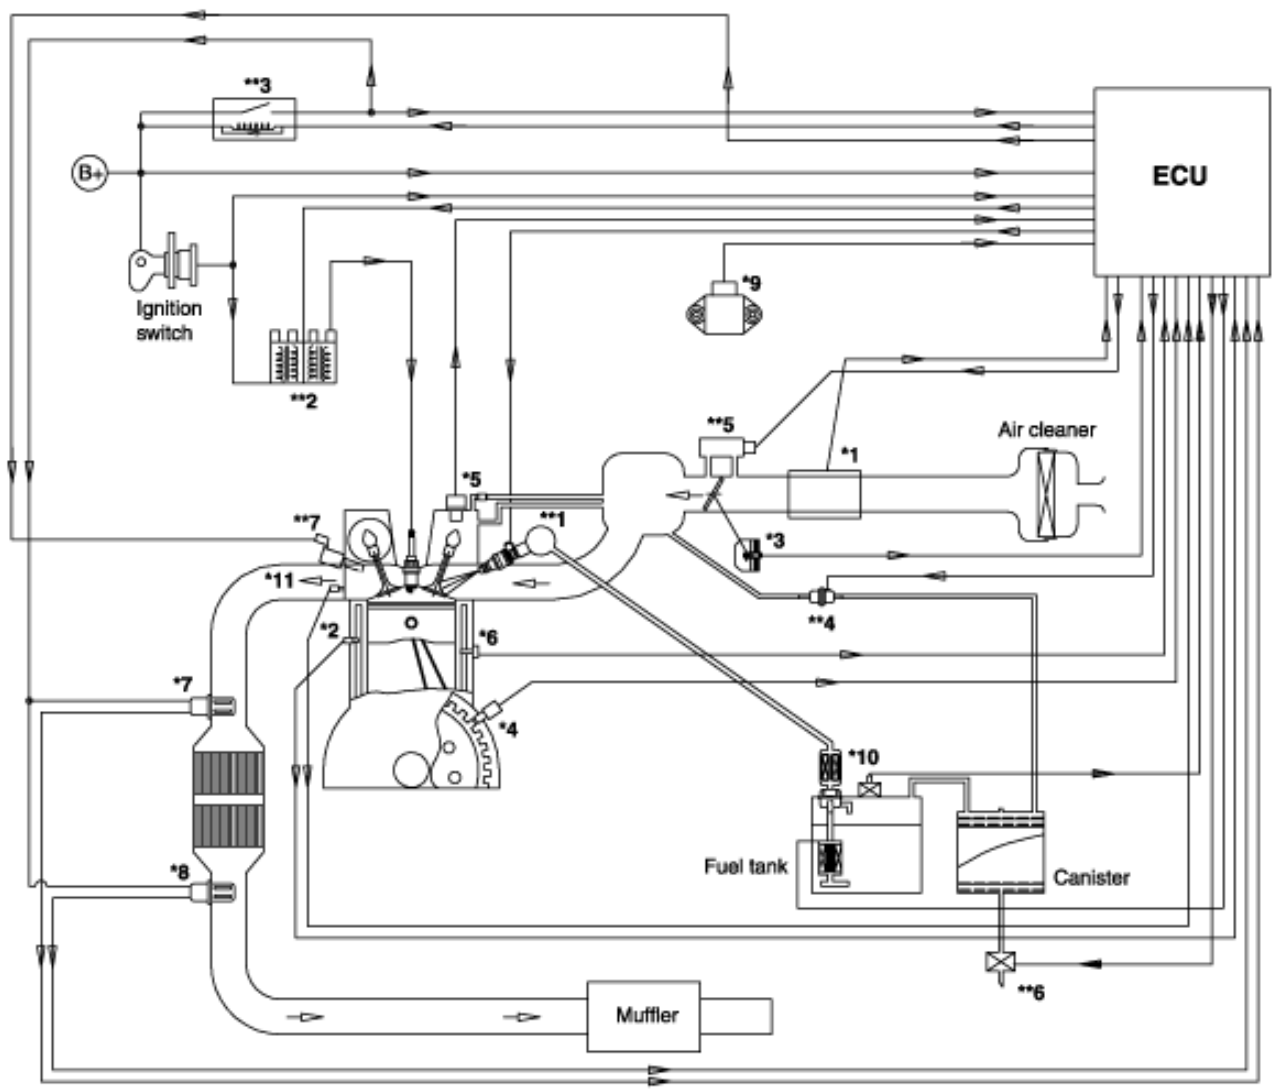 **3
ECU
B+
*9
Ignition
switch
**2
**5
Air cleaner
*1
*5
**7
**1
*3
*11
**4
*2
*6
*7
*4
*10
Fuel tank
*8
Canister
**6
Muffler